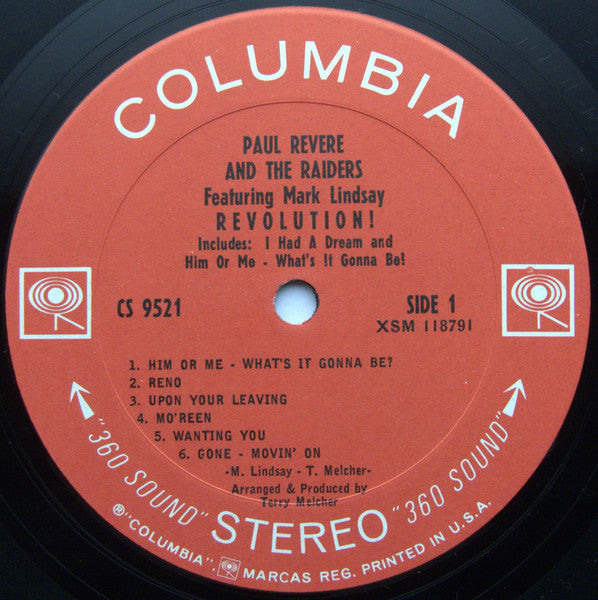 COLUMBIA
PAUL REVERE
AND THE RAIDERS
Featuring Mark Lindsay
REVOLUTION!
Includes: I Had A Dream and
Him Or Me - What's It Gonna Be?
CS 9521
SIDE 1
XSM 118791
1. HIM OR ME - WHAT'S IT GONNA BE?
2. RENO
3. UPON YOUR LEAVING
4. MO'REEN
5. WANTING YOU
6. GONE - MOVIN' ON
-M. Lindsay - T. Melcher-
Arranged & Produced by
Terry Melcher
"360 SOUND" STEREO "360 SOUND"
®"COLUMBIA", MARCAS REG. PRINTED IN U.S.A.